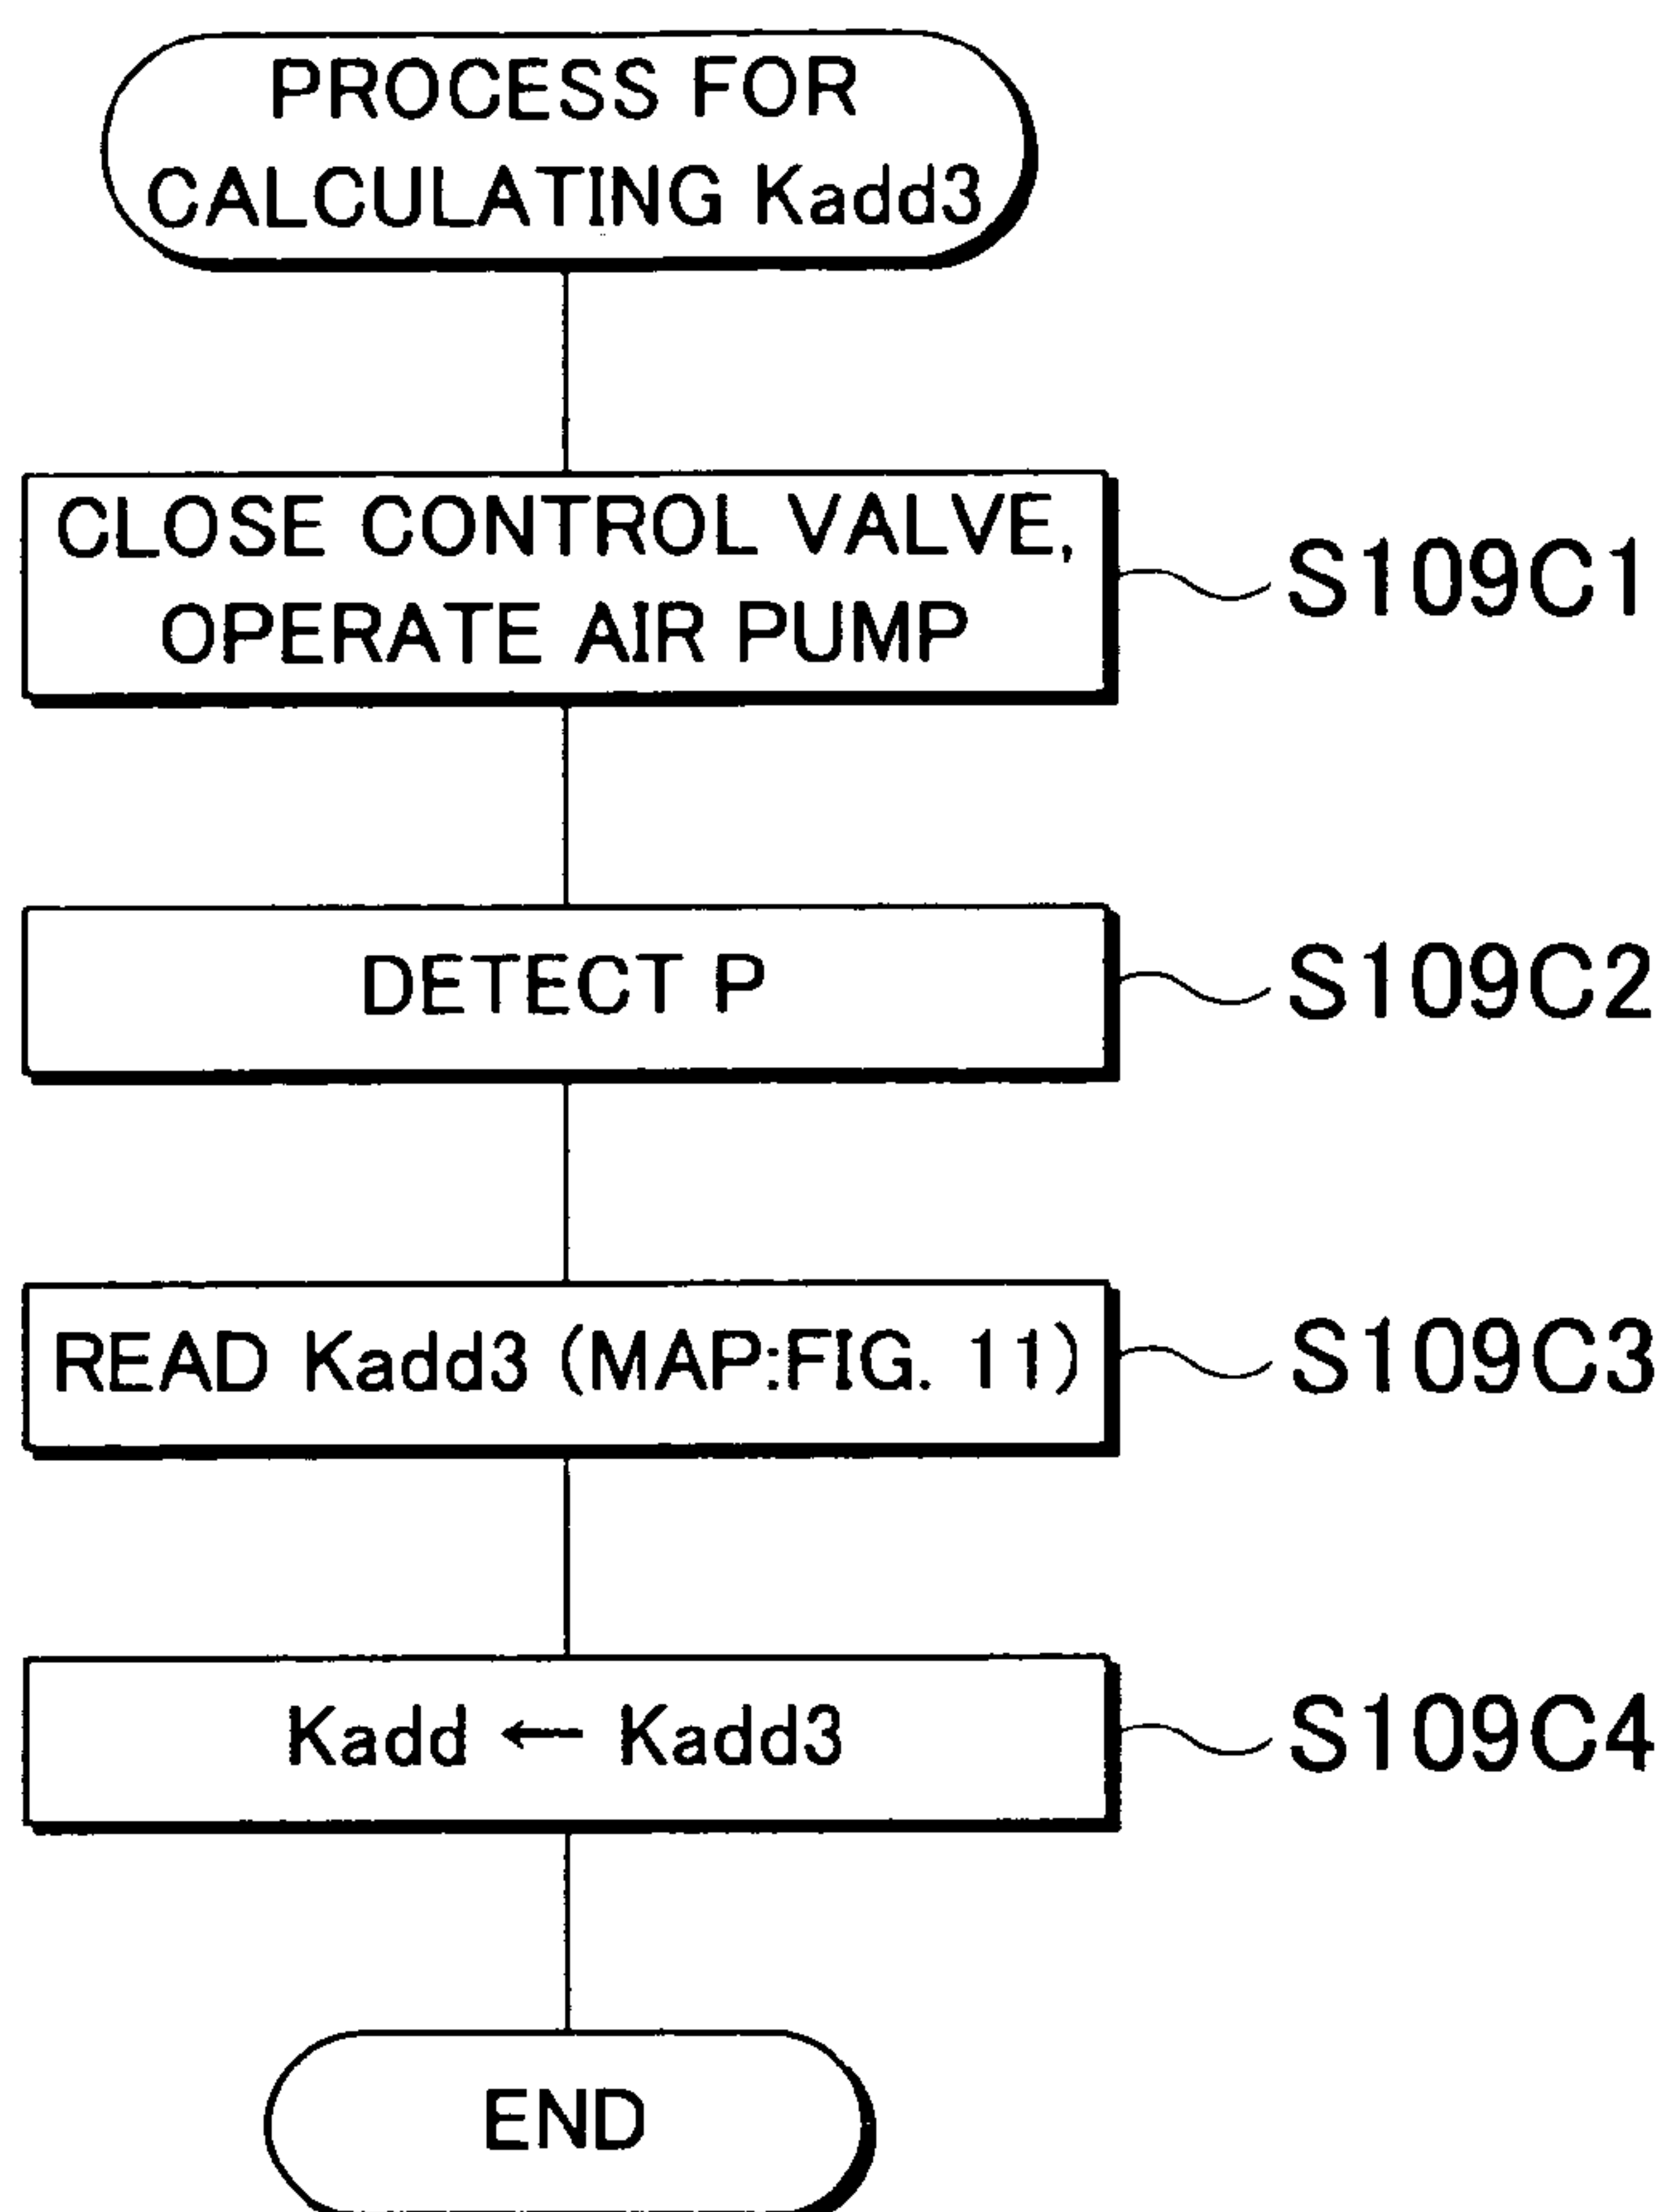 PROCESS FOR
CALCULATING Kadd3
CLOSE CONTROL VALVE,
OPERATE AIR PUMP
S109C1
DETECT P
S109C2
READ Kadd3 (MAP:FIG. 11)
S109C3
Kadd ← Kadd3
S109C4
END